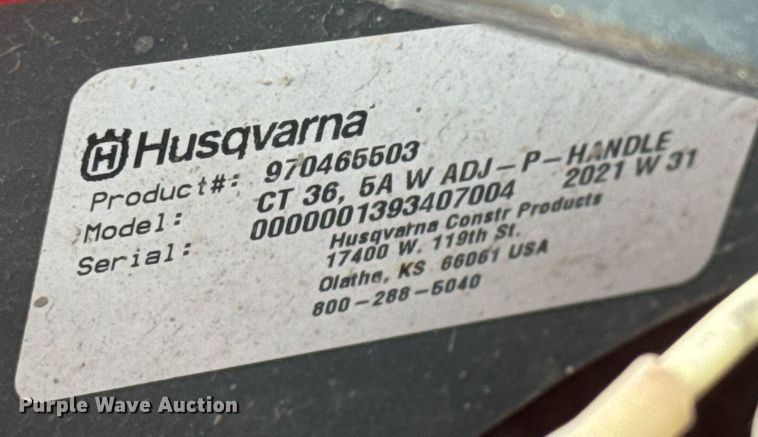 Husqvarna
Product#: 970465503
Model: CT 36, 5A W ADJ-P-HANDLE
Serial: 0000001393407004 2021 W 31
Husqvarna Constr Products
17400 W. 119th St.
Olathe, KS 66061 USA
800-288-5040
Purple Wave Auction